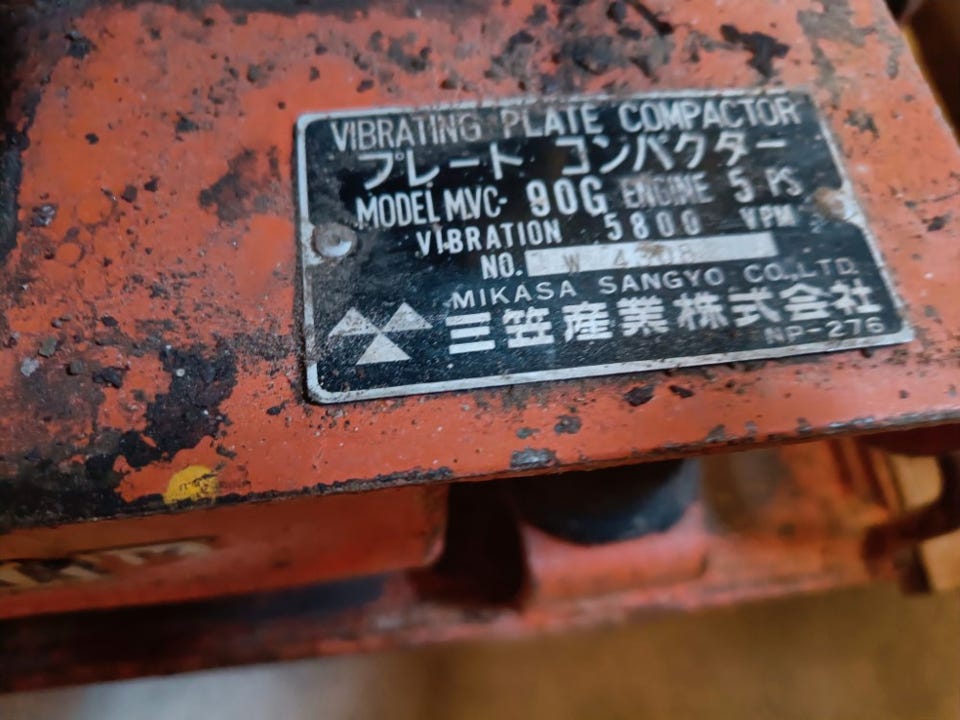 VIBRATING PLATE COMPACTOR
プレート コンパクター
MODEL MVC- 90G ENGINE 5 PS
VIBRATION 5800 VPM
NO. W
MIKASA SANGYO CO.,LTD.
三笠産業株式会社
NP-276